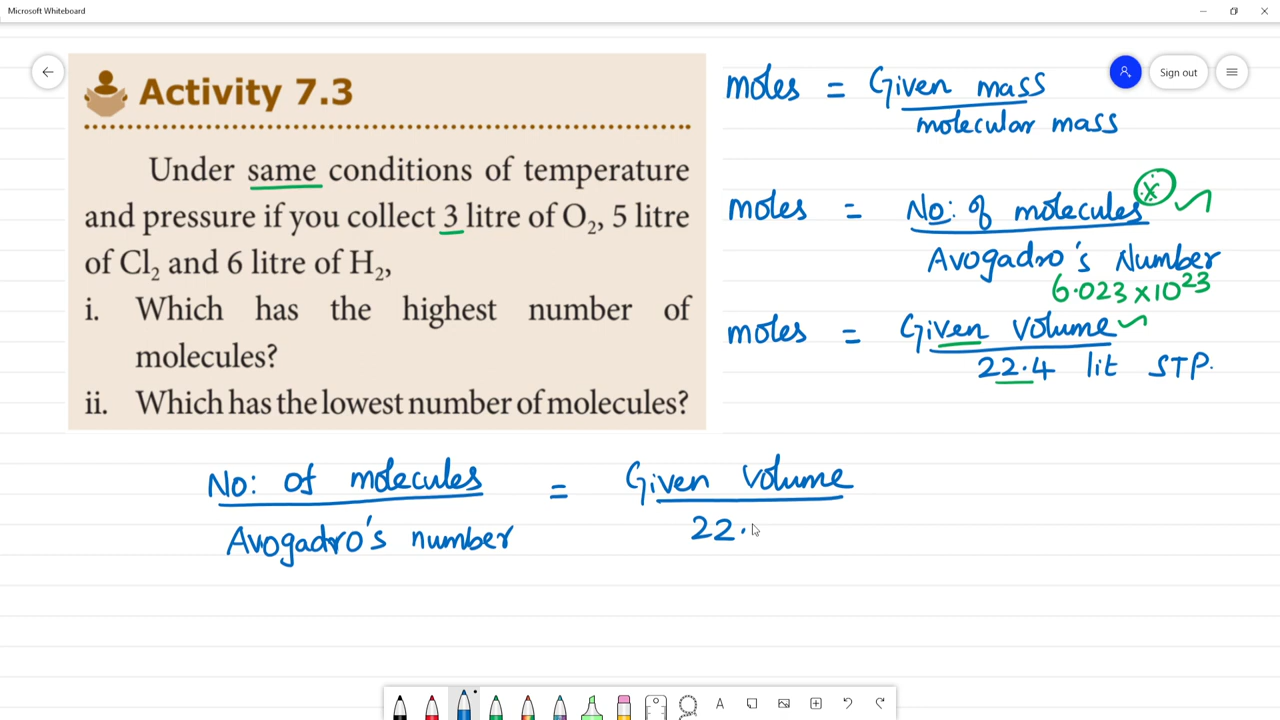 Microsoft Whiteboard
Sign out
Activity 7.3
Under same conditions of temperature
and pressure if you collect 3 litre of O₂, 5 litre
of Cl₂ and 6 litre of H₂,
i. Which has the highest number of
molecules?
ii. Which has the lowest number of molecules?
moles = Given mass
molecular mass
moles = No: of molecules x
Avogadro's Number
6.023 x 10²³
moles = Given volume
22.4 lit STP.
No: of molecules = Given volume
Avogadro's number 22.
A